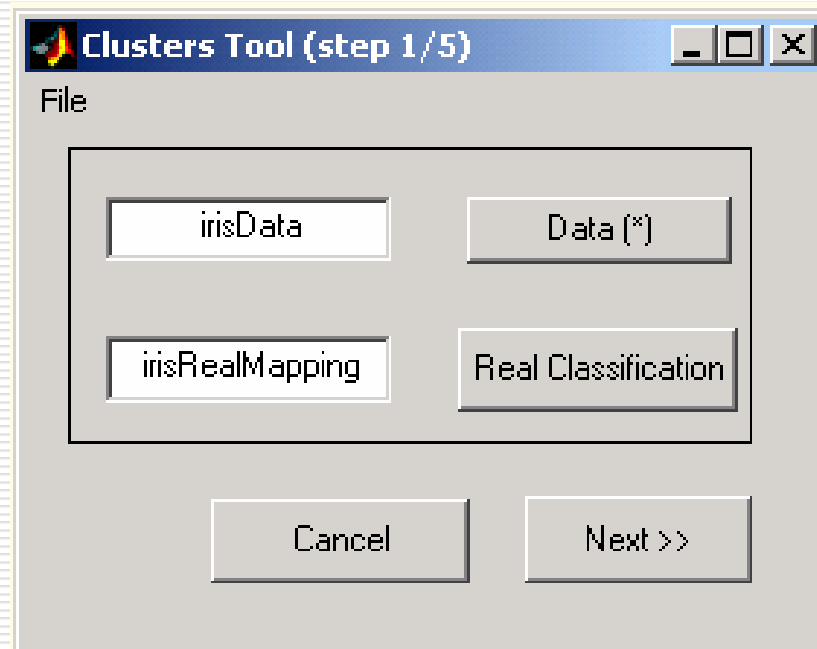 Clusters Tool (step 1/5)
File
irisData
Data (*)
irisRealMapping
Real Classification
Cancel
Next >>